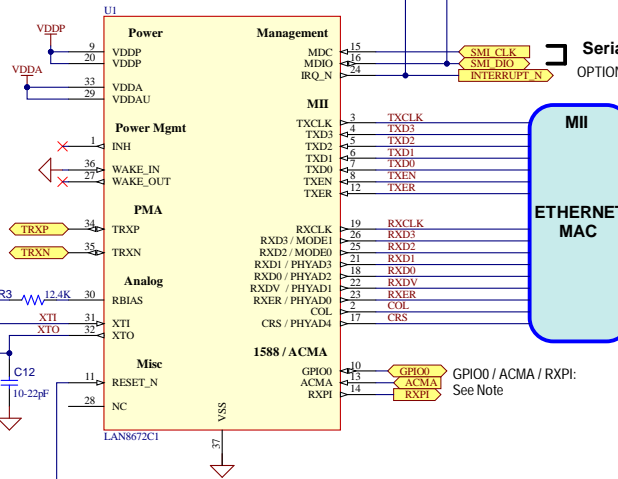 U1
VDDP
9 VDDP
20 VDDP
VDDA
33 VDDA
29 VDDAU
1 INH
36 WAKE_IN
27 WAKE_OUT
TRXP 34 TRXP
TRXN 35 TRXN
R3 12.4K 30 RBIAS
XTI 31 XTI
XTO 32 XTO
C12
10-22pF
11 RESET_N
28 NC
LAN8672C1
Power
Power Mgmt
PMA
Analog
Misc
VSS
37
Management
MDC 15 SMI_CLK
MDIO 16 SMI_DIO
IRQ_N 24 INTERRUPT_N
MII
TXCLK 3 TXCLK
TXD3 4 TXD3
TXD2 5 TXD2
TXD1 6 TXD1
TXD0 7 TXD0
TXEN 8 TXEN
TXER 12 TXER
RXCLK 19 RXCLK
RXD3 / MODE1 26 RXD3
RXD2 / MODE0 25 RXD2
RXD1 / PHYAD3 21 RXD1
RXD0 / PHYAD2 18 RXD0
RXDV / PHYAD1 22 RXDV
RXER / PHYAD0 23 RXER
COL 2 COL
CRS / PHYAD4 17 CRS
1588 / ACMA
GPIO0 10 GPIO0
ACMA 13 ACMA
RXPI 14 RXPI
Seria
OPTION
MII
ETHERNET
MAC
GPIO0 / ACMA / RXPI:
See Note